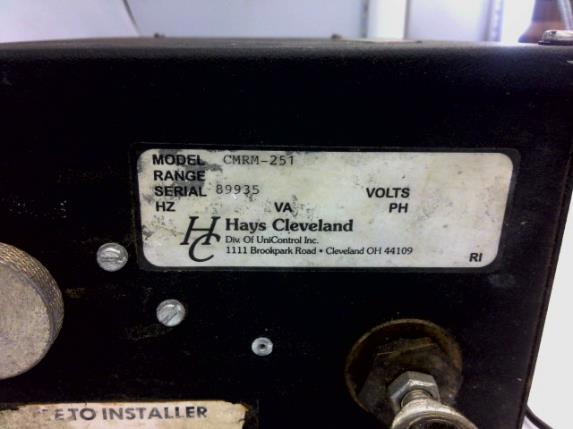 MODEL CMRM-251
RANGE
SERIAL 89935 VOLTS
HZ VA PH
HC Hays Cleveland
Div. Of UniControl Inc.
1111 Brookpark Road • Cleveland OH 44109
RI
TO INSTALLER